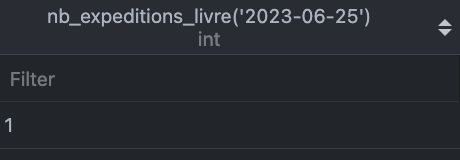 nb_expeditions_livre('2023-06-25')
int
Filter
1